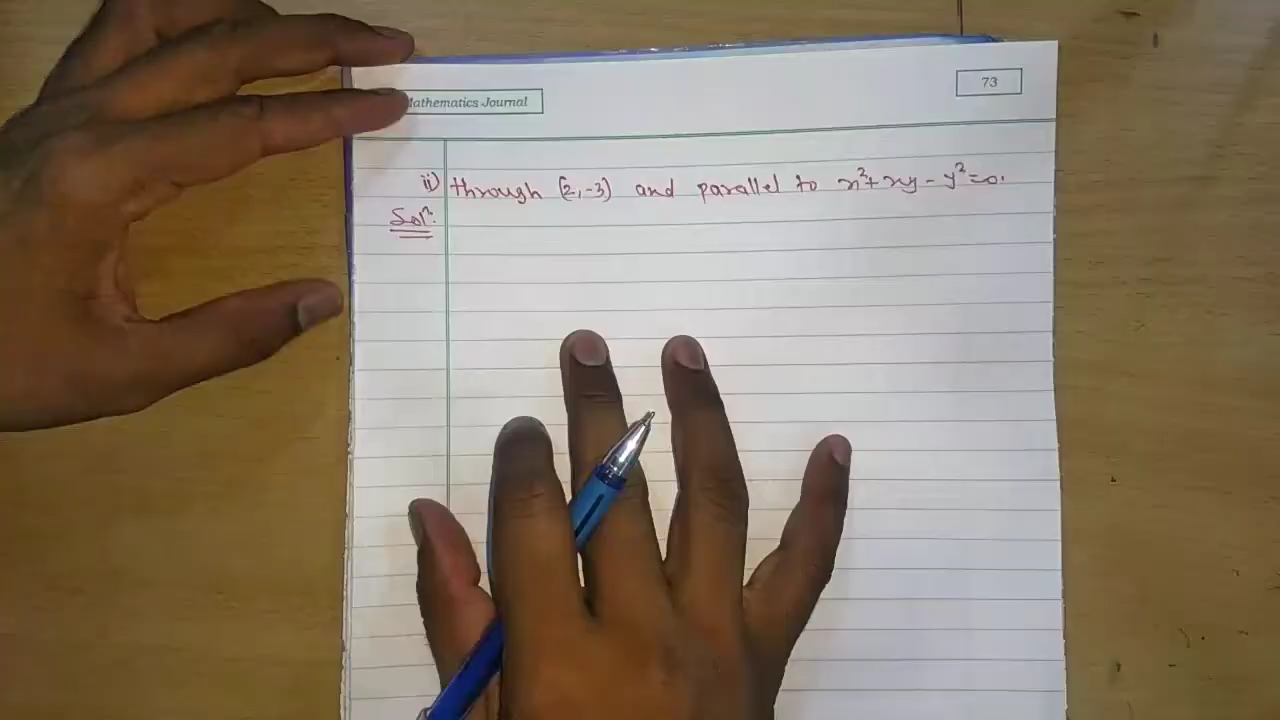 Mathematics Journal
73
ii) through (2,-3) and parallel to x²+xy-y²=0.
Solⁿ: